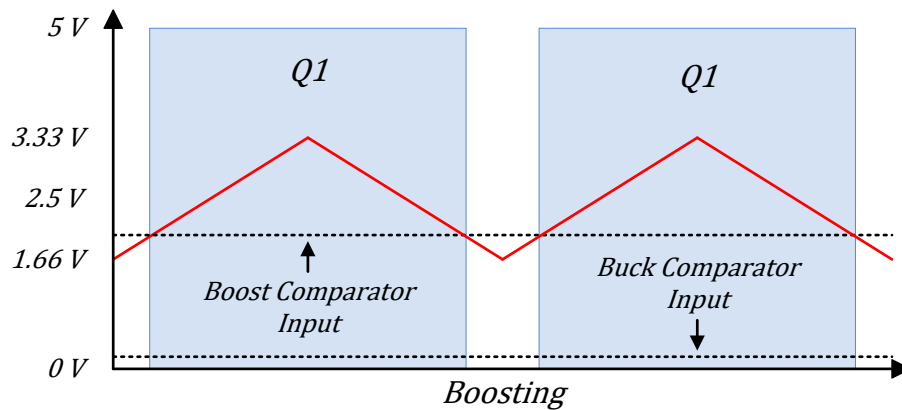 5 V
Q1
Q1
3.33 V
2.5 V
1.66 V
Boost Comparator
Input
Buck Comparator
Input
0 V
Boosting